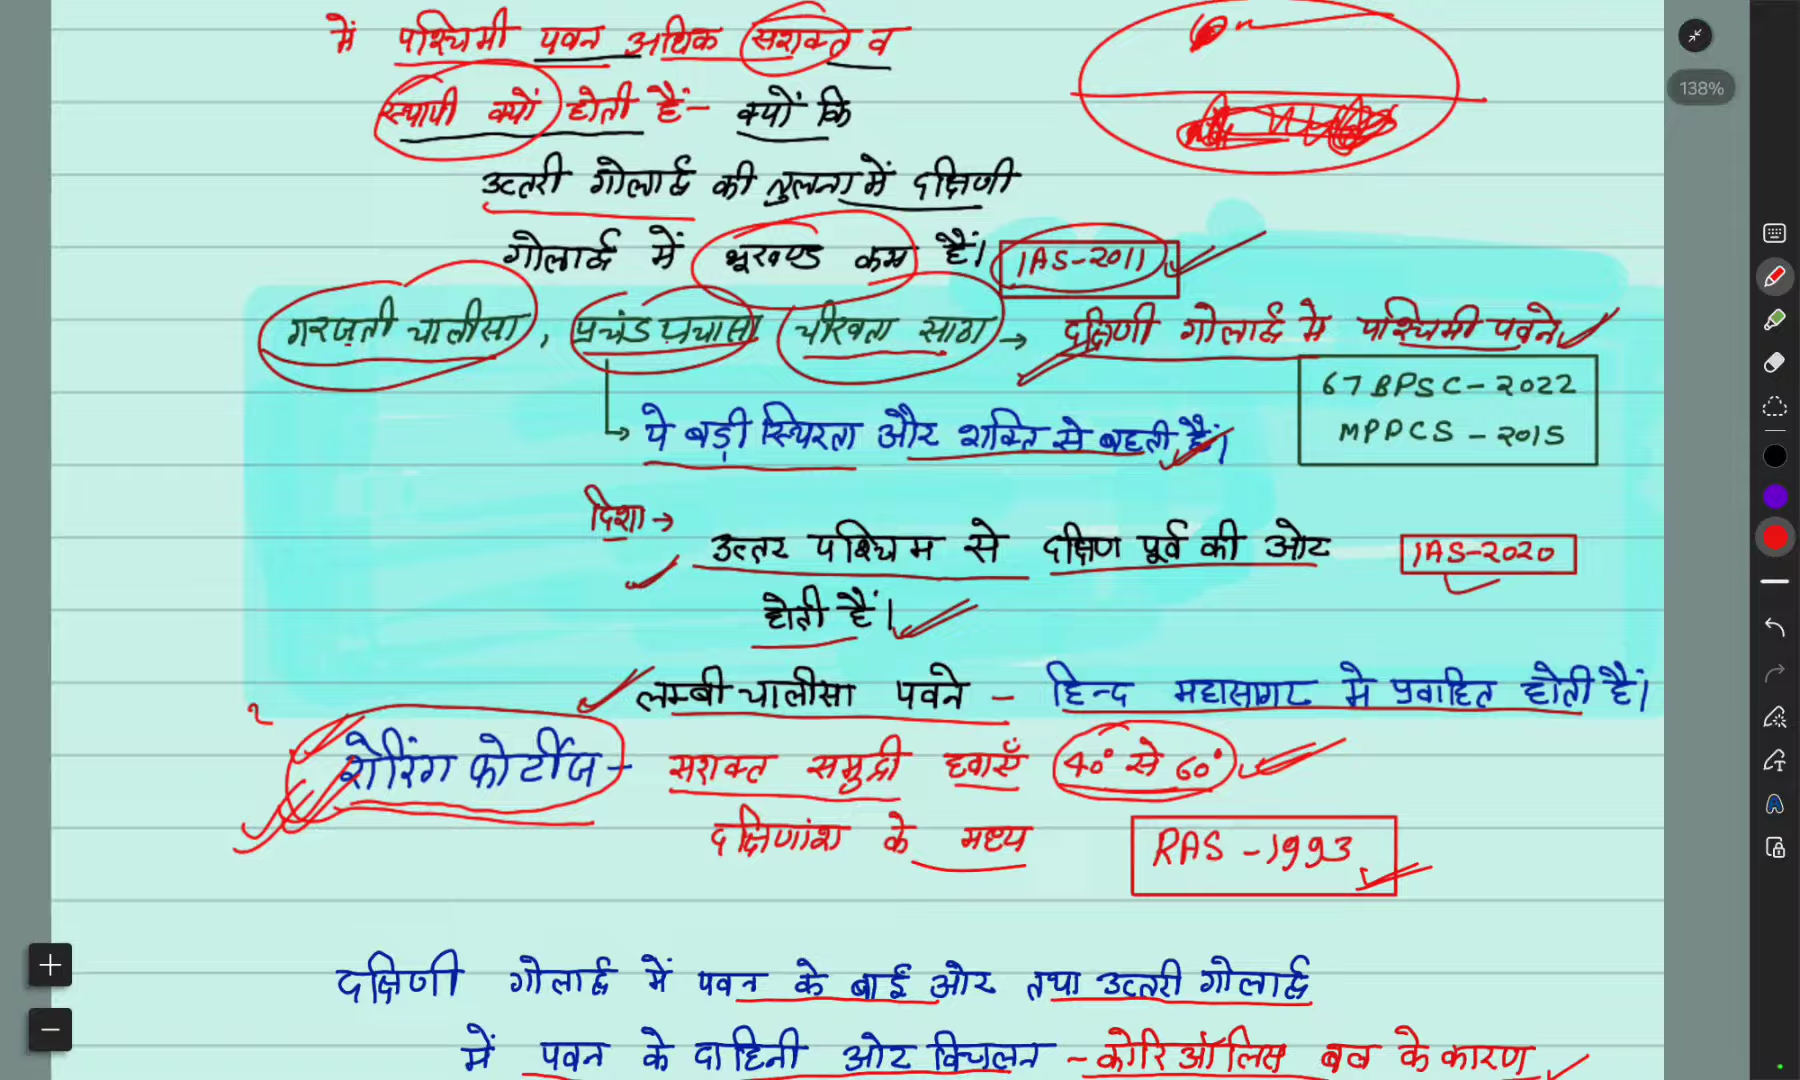 में पश्चिमी पवन अधिक सशक्त व
स्थायी क्यों होती हैं- क्यों कि
138%
उत्तरी गोलार्द्ध की तुलना में दक्षिणी
गोलार्द्ध में भूखण्ड कम हैं। IAS-2011
गरजती चालीसा, प्रचंड पचासा चीखता साठा → दक्षिणी गोलार्द्ध में पश्चिमी पवने
67 BPSC-2022
MPPCS-2015
→ ये बड़ी स्थिरता और शक्ति से बहती हैं।
दिशा →
उत्तर पश्चिम से दक्षिण पूर्व की ओर IAS-2020
होती हैं।
लम्बी चालीसा पवने - हिन्द महासागर में प्रवाहित होती हैं।
रोरिंग फोर्टीज - सशक्त समुद्री हवाएँ 40° से 60°
दक्षिणांश के मध्य RAS-1993
दक्षिणी गोलार्द्ध में पवन के बाई ओर तथा उत्तरी गोलार्द्ध
में पवन के दाहिनी ओर विचलन - कोरिऑलिस बल के कारण